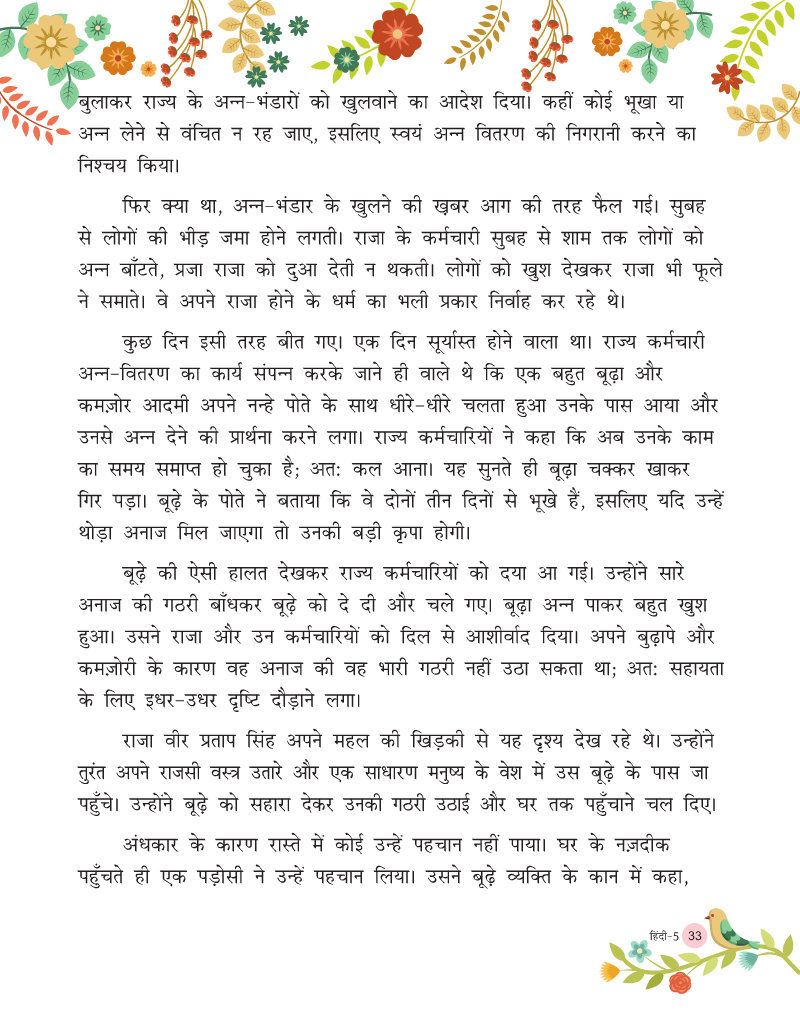 बुलाकर राज्य के अन्न-भंडारों को खुलवाने का आदेश दिया। कहीं कोई भूखा या
अन्न लेने से वंचित न रह जाए, इसलिए स्वयं अन्न वितरण की निगरानी करने का
निश्चय किया।
फिर क्या था, अन्न-भंडार के खुलने की ख़बर आग की तरह फैल गई। सुबह
से लोगों की भीड़ जमा होने लगती। राजा के कर्मचारी सुबह से शाम तक लोगों को
अन्न बाँटते, प्रजा राजा को दुआ देती न थकती। लोगों को खुश देखकर राजा भी फूले
ने समाते। वे अपने राजा होने के धर्म का भली प्रकार निर्वाह कर रहे थे।
कुछ दिन इसी तरह बीत गए। एक दिन सूर्यास्त होने वाला था। राज्य कर्मचारी
अन्न-वितरण का कार्य संपन्न करके जाने ही वाले थे कि एक बहुत बूढ़ा और
कमज़ोर आदमी अपने नन्हे पोते के साथ धीरे-धीरे चलता हुआ उनके पास आया और
उनसे अन्न देने की प्रार्थना करने लगा। राज्य कर्मचारियों ने कहा कि अब उनके काम
का समय समाप्त हो चुका है; अतः कल आना। यह सुनते ही बूढ़ा चक्कर खाकर
गिर पड़ा। बूढ़े के पोते ने बताया कि वे दोनों तीन दिनों से भूखे हैं, इसलिए यदि उन्हें
थोड़ा अनाज मिल जाएगा तो उनकी बड़ी कृपा होगी।
बूढ़े की ऐसी हालत देखकर राज्य कर्मचारियों को दया आ गई। उन्होंने सारे
अनाज की गठरी बाँधकर बूढ़े को दे दी और चले गए। बूढ़ा अन्न पाकर बहुत खुश
हुआ। उसने राजा और उन कर्मचारियों को दिल से आशीर्वाद दिया। अपने बुढ़ापे और
कमज़ोरी के कारण वह अनाज की वह भारी गठरी नहीं उठा सकता था; अतः सहायता
के लिए इधर-उधर दृष्टि दौड़ाने लगा।
राजा वीर प्रताप सिंह अपने महल की खिड़की से यह दृश्य देख रहे थे। उन्होंने
तुरंत अपने राजसी वस्त्र उतारे और एक साधारण मनुष्य के वेश में उस बूढ़े के पास जा
पहुँचे। उन्होंने बूढ़े को सहारा देकर उनकी गठरी उठाई और घर तक पहुँचाने चल दिए।
अंधकार के कारण रास्ते में कोई उन्हें पहचान नहीं पाया। घर के नज़दीक
पहुँचते ही एक पड़ोसी ने उन्हें पहचान लिया। उसने बूढ़े व्यक्ति के कान में कहा,
हिंदी-5 33